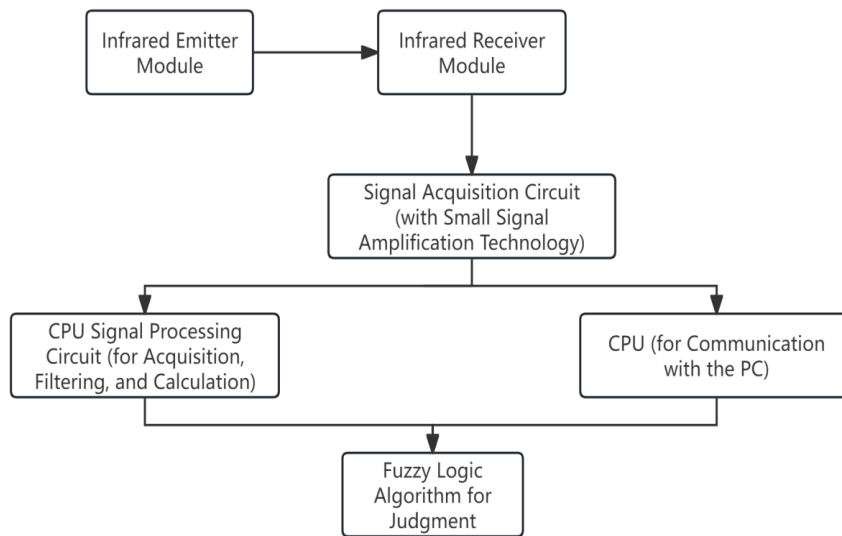 Infrared Emitter
Module
Infrared Receiver
Module
Signal Acquisition Circuit
(with Small Signal
Amplification Technology)
CPU Signal Processing
Circuit (for Acquisition,
Filtering, and Calculation)
CPU (for Communication
with the PC)
Fuzzy Logic
Algorithm for
Judgment